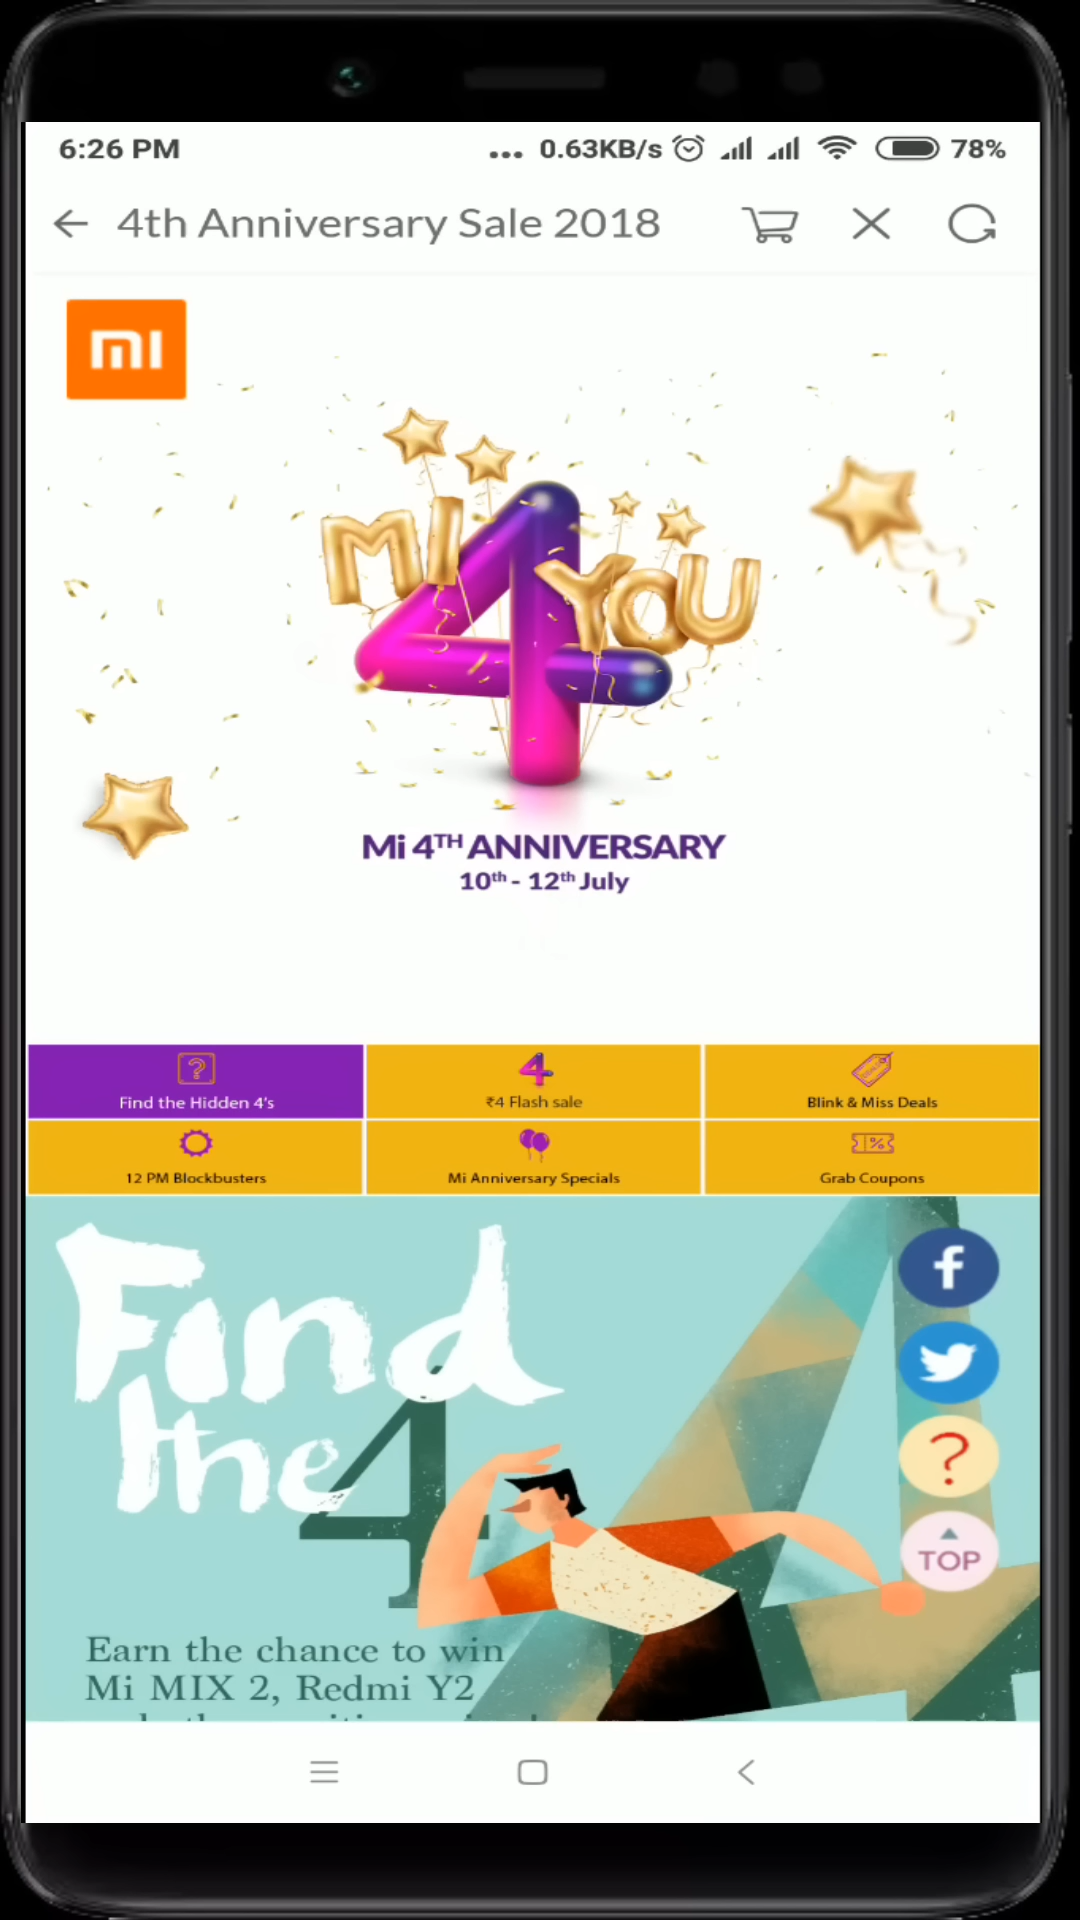 6:26 PM ... 0.63KB/s 78%
4th Anniversary Sale 2018
mi
MI 4 YOU
Mi 4TH ANNIVERSARY
10th - 12th July
Find the Hidden 4's
₹4 Flash sale
Blink & Miss Deals
12 PM Blockbusters
Mi Anniversary Specials
Grab Coupons
Find
the
4
f
?
TOP
Earn the chance to win
Mi MIX 2, Redmi Y2